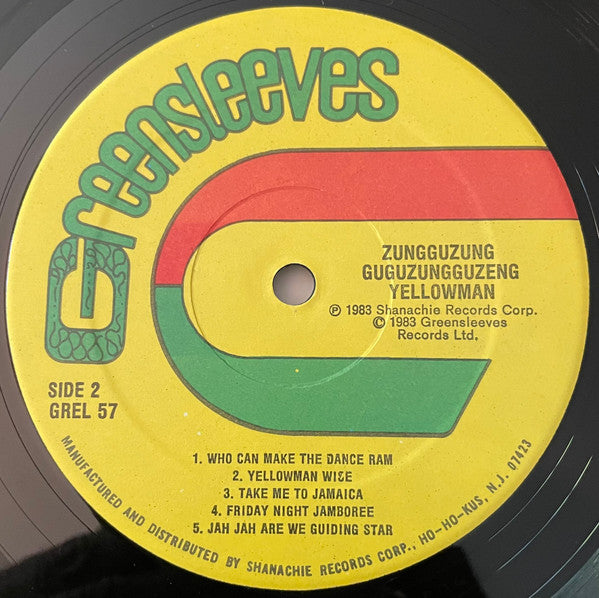 Greensleeves
ZUNGGUZUNG
GUGUZUNGGUZENG
YELLOWMAN
℗ 1983 Shanachie Records Corp.
© 1983 Greensleeves
Records Ltd.
SIDE 2
GREL 57
1. WHO CAN MAKE THE DANCE RAM
2. YELLOWMAN WIΣE
3. TAKE ME TO JAMAICA
4. FRIDAY NIGHT JAMBOREE
5. JAH JAH ARE WE GUIDING STAR
MANUFACTURED AND DISTRIBUTED BY SHANACHIE RECORDS CORP., HO-HO-KUS, N.J. 07423